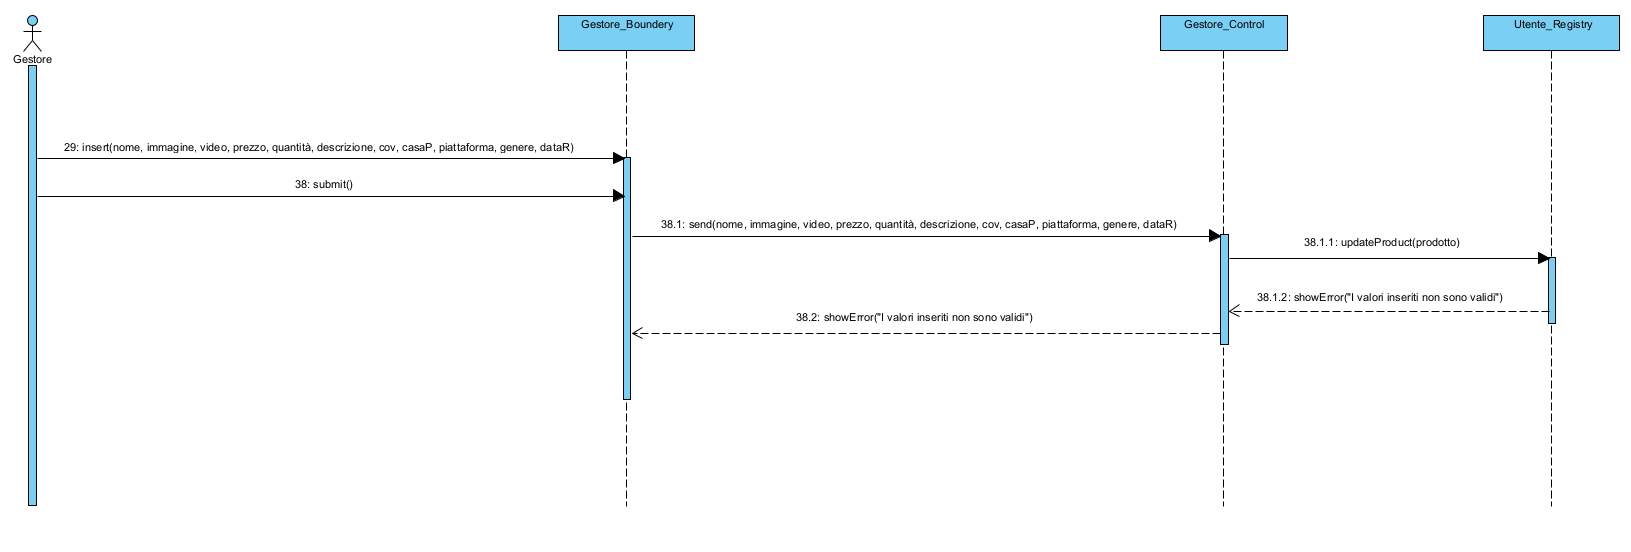 Gestore
Gestore_Boundery
Gestore_Control
Utente_Registry
29: insert(nome, immagine, video, prezzo, quantità, descrizione, cov, casaP, piattaforma, genere, dataR)
38: submit()
38.1: send(nome, immagine, video, prezzo, quantità, descrizione, cov, casaP, piattaforma, genere, dataR)
38.1.1: updateProduct(prodotto)
38.1.2: showError("I valori inseriti non sono validi")
38.2: showError("I valori inseriti non sono validi")